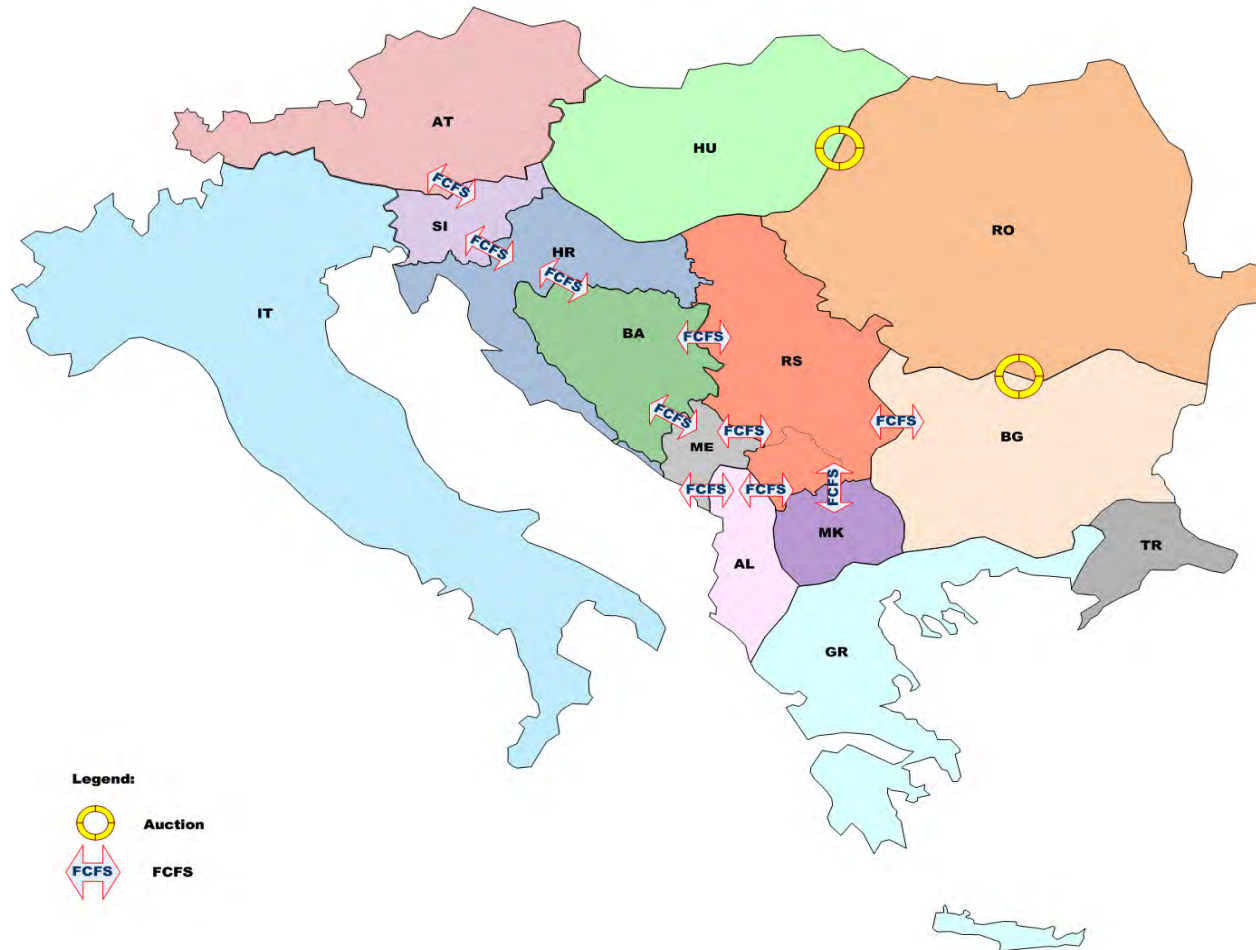 AT
HU
FCFS
SI
RO
FCFS
HR
FCFS
IT
BA
FCFS
RS
FCFS
FCFS
FCFS
BG
ME
FCFS
FCFS
FCFS
MK
TR
AL
GR
Legend:
Auction
FCFS
FCFS